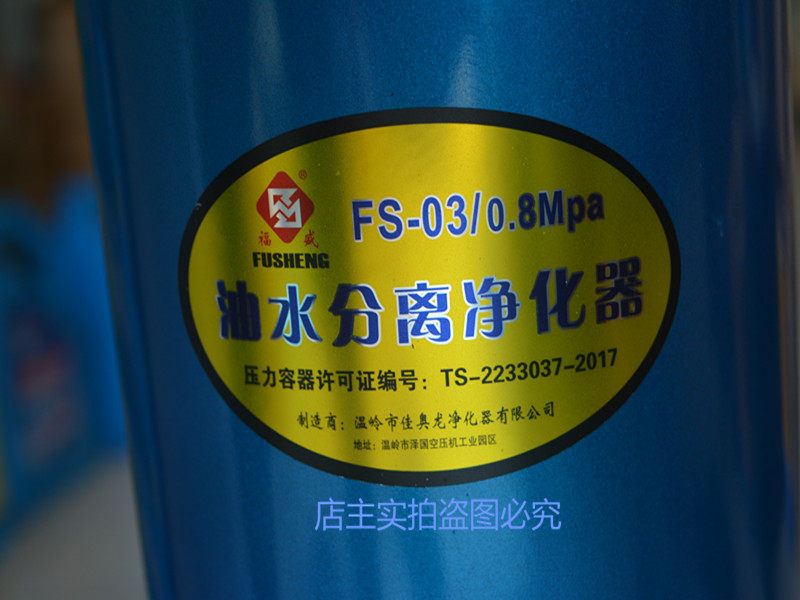 ®
FS-03/0.8Mpa
福盛
FUSHENG
油水分离净化器
压力容器许可证编号：TS-2233037-2017
制造商：温岭市佳奥龙净化器有限公司
地址：温岭市泽国空压机工业园区
店主实拍盗图必究